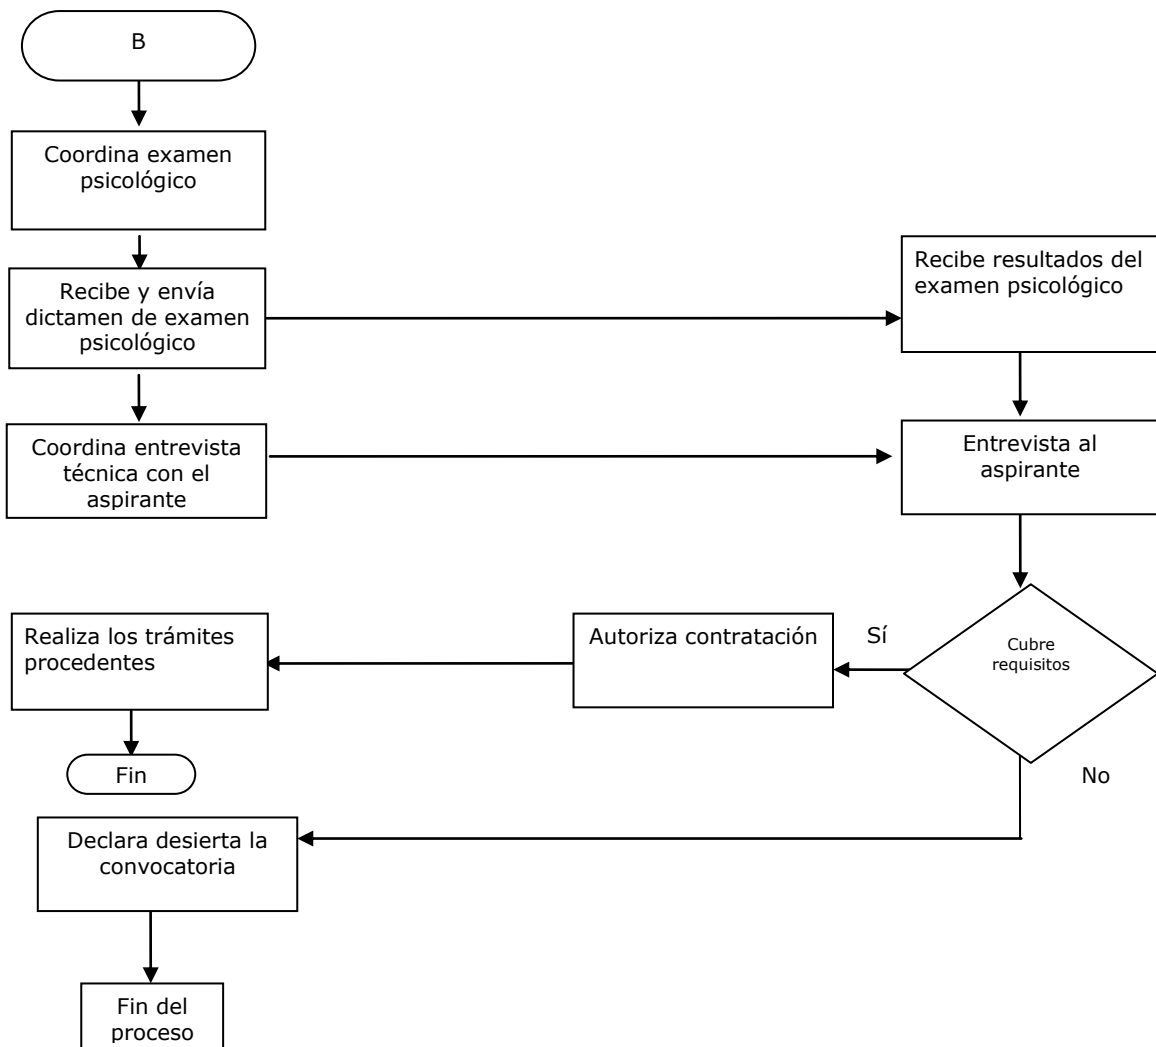 B
Coordina examen
psicológico
Recibe resultados del
examen psicológico
Recibe y envía
dictamen de examen
psicológico
Coordina entrevista
técnica con el
aspirante
Entrevista al
aspirante
Realiza los trámites
procedentes
Autoriza contratación
Sí
Cubre
requisitos
Fin
No
Declara desierta la
convocatoria
Fin del
proceso